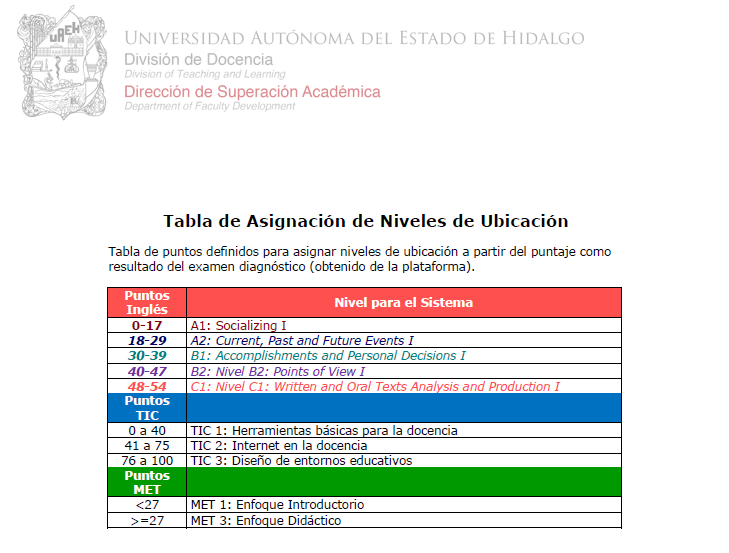 UAEH
UNIVERSIDAD AUTÓNOMA DEL ESTADO DE HIDALGO
División de Docencia
Division of Teaching and Learning
Dirección de Superación Académica
Department of Faculty Development
Tabla de Asignación de Niveles de Ubicación
Tabla de puntos definidos para asignar niveles de ubicación a partir del puntaje como
resultado del examen diagnóstico (obtenido de la plataforma).
Puntos
Inglés
Nivel para el Sistema
0-17 A1: Socializing I
18-29 A2: Current, Past and Future Events I
30-39 B1: Accomplishments and Personal Decisions I
40-47 B2: Nivel B2: Points of View I
48-54 C1: Nivel C1: Written and Oral Texts Analysis and Production I
Puntos
TIC
0 a 40 TIC 1: Herramientas básicas para la docencia
41 a 75 TIC 2: Internet en la docencia
76 a 100 TIC 3: Diseño de entornos educativos
Puntos
MET
<27 MET 1: Enfoque Introductorio
>=27 MET 3: Enfoque Didáctico